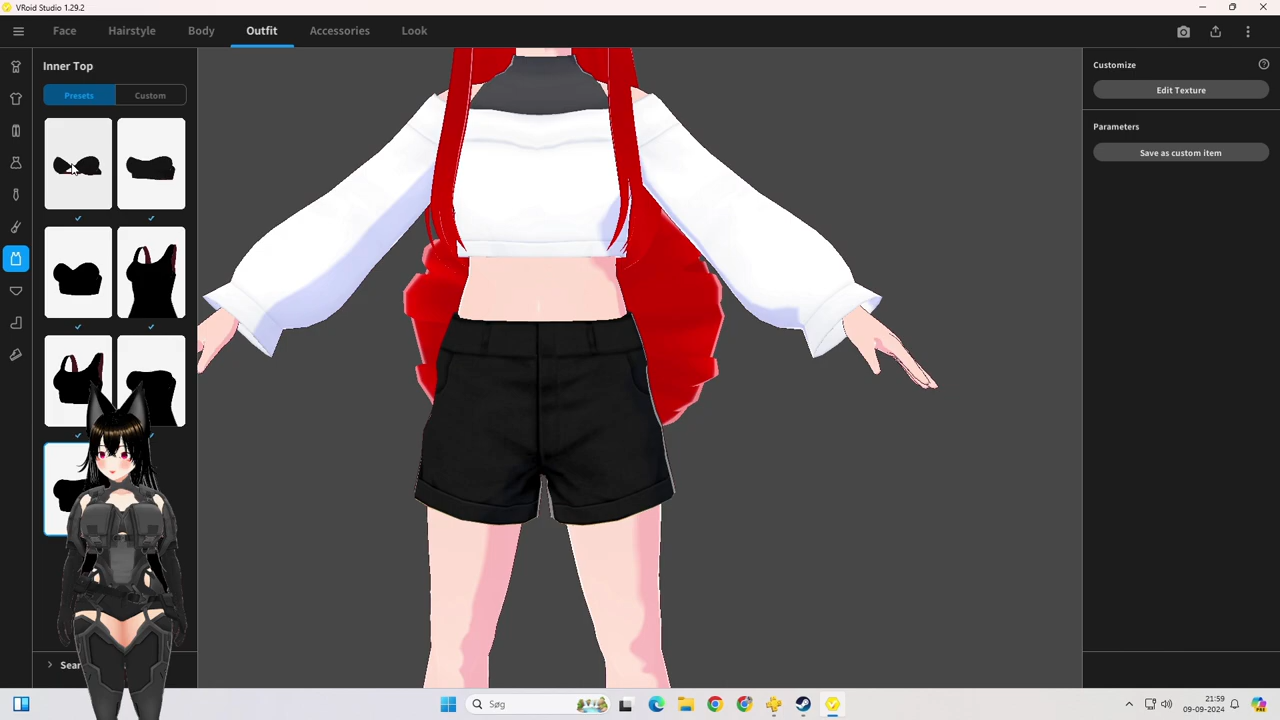 VRoid Studio 1.29.2
Face Hairstyle Body Outfit Accessories Look
Inner Top
Presets Custom
Customize
Edit Texture
Parameters
Save as custom item
Søg
21:59
09-09-2024